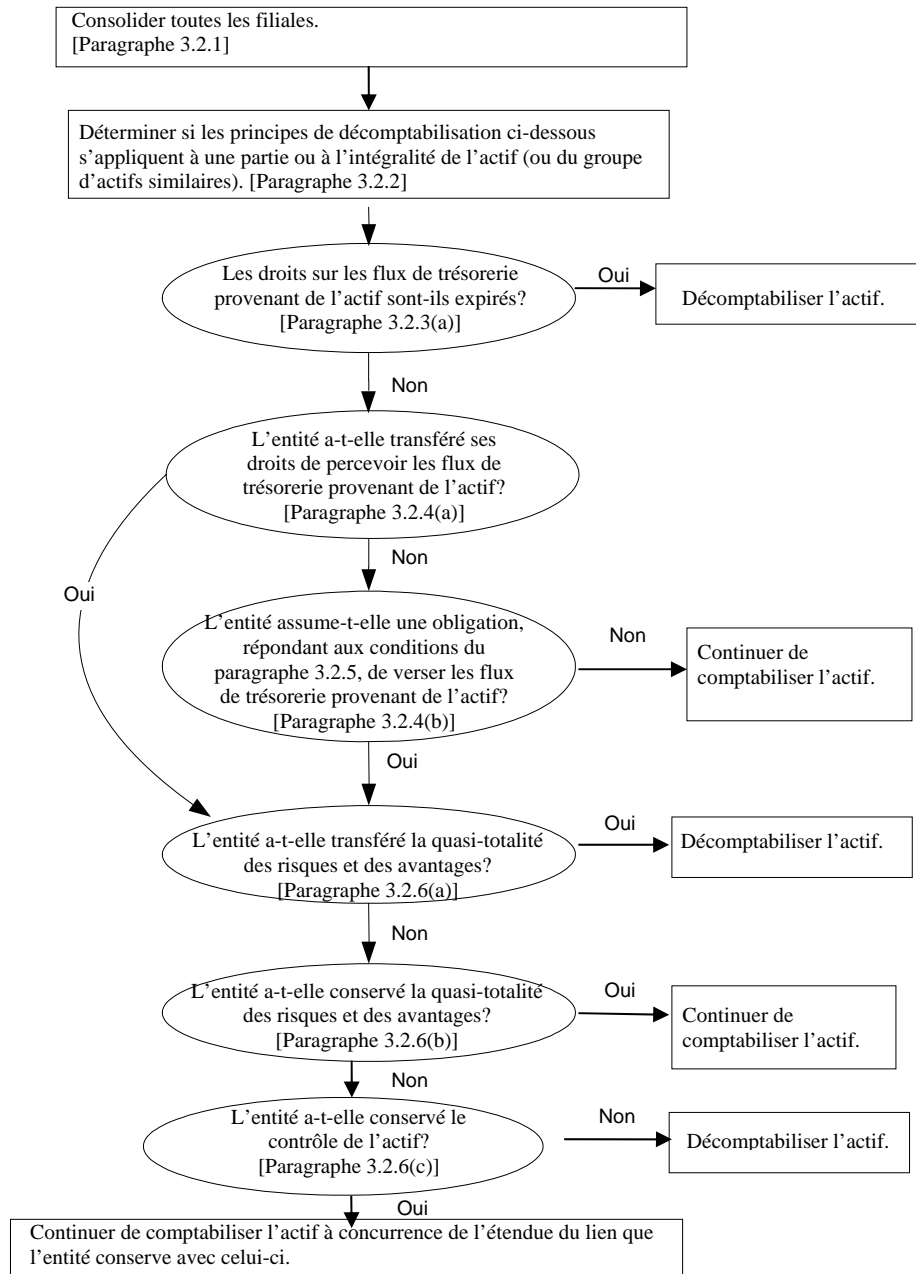 Consolider toutes les filiales.
[Paragraphe 3.2.1]
Déterminer si les principes de décomptabilisation ci-dessous
s'appliquent à une partie ou à l'intégralité de l'actif (ou du groupe
d'actifs similaires). [Paragraphe 3.2.2]
Les droits sur les flux de trésorerie
provenant de l'actif sont-ils expirés?
[Paragraphe 3.2.3(a)]
Oui
Décomptabiliser l'actif.
Non
L'entité a-t-elle transféré ses
droits de percevoir les flux de
trésorerie provenant de l'actif?
[Paragraphe 3.2.4(a)]
Non
Oui
L'entité assume-t-elle une obligation,
répondant aux conditions du
paragraphe 3.2.5, de verser les flux
de trésorerie provenant de l'actif?
[Paragraphe 3.2.4(b)]
Non
Continuer de
comptabiliser l'actif.
Oui
L'entité a-t-elle transféré la quasi-totalité
des risques et des avantages?
[Paragraphe 3.2.6(a)]
Oui
Décomptabiliser l'actif.
Non
L'entité a-t-elle conservé la quasi-totalité
des risques et des avantages?
[Paragraphe 3.2.6(b)]
Oui
Continuer de
comptabiliser l'actif.
Non
L'entité a-t-elle conservé le
contrôle de l'actif?
[Paragraphe 3.2.6(c)]
Non
Décomptabiliser l'actif.
Oui
Continuer de comptabiliser l'actif à concurrence de l'étendue du lien que
l'entité conserve avec celui-ci.